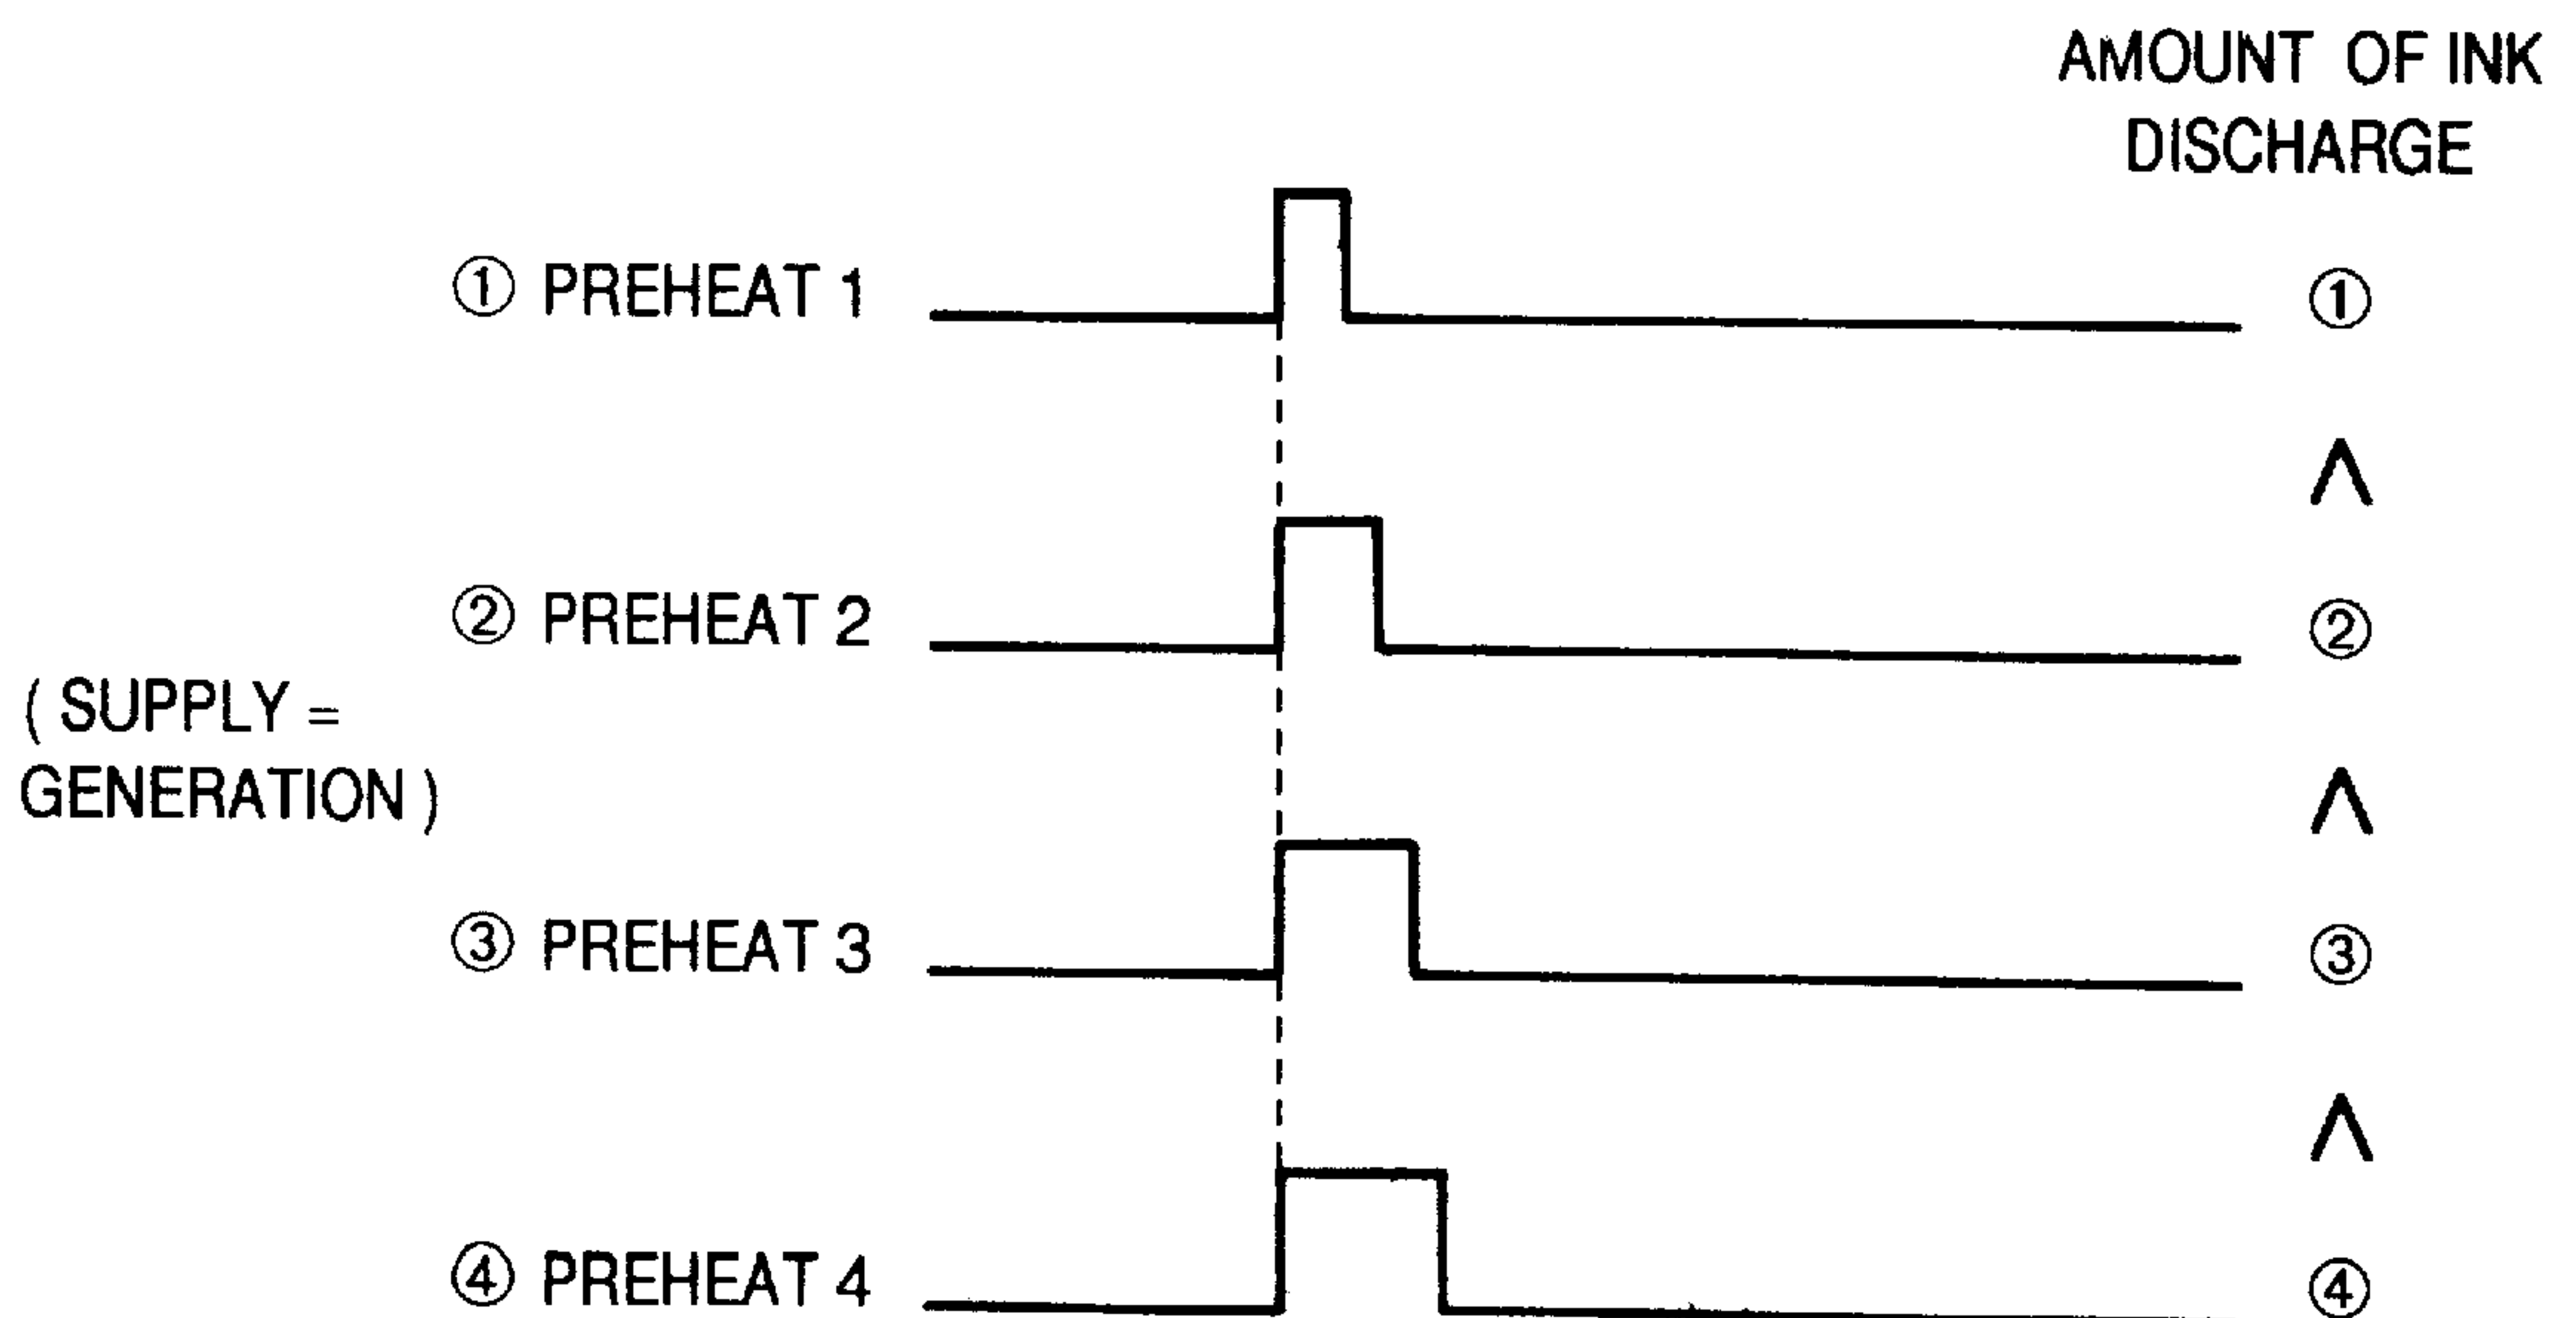 AMOUNT OF INK
DISCHARGE
① PREHEAT 1
①
∧
② PREHEAT 2
②
( SUPPLY =
GENERATION )
∧
③ PREHEAT 3
③
∧
④ PREHEAT 4
④